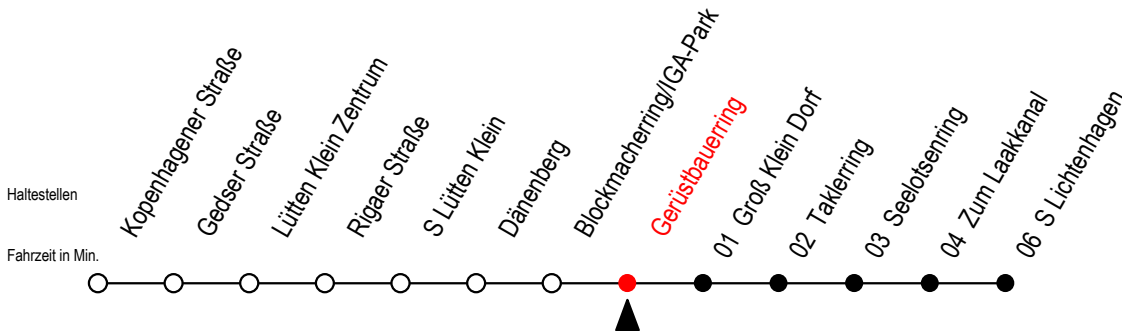 Haltestellen
Fahrzeit in Min.
Kopenhagener Straße
Gedser Straße
Lütten Klein Zentrum
Rigaer Straße
S Lütten Klein
Dänenberg
Blockmacherring/IGA-Park
Gerüstbauerring
01 Groß Klein Dorf
02 Taklerring
03 Seelotsenring
04 Zum Laakkanal
06 S Lichtenhagen